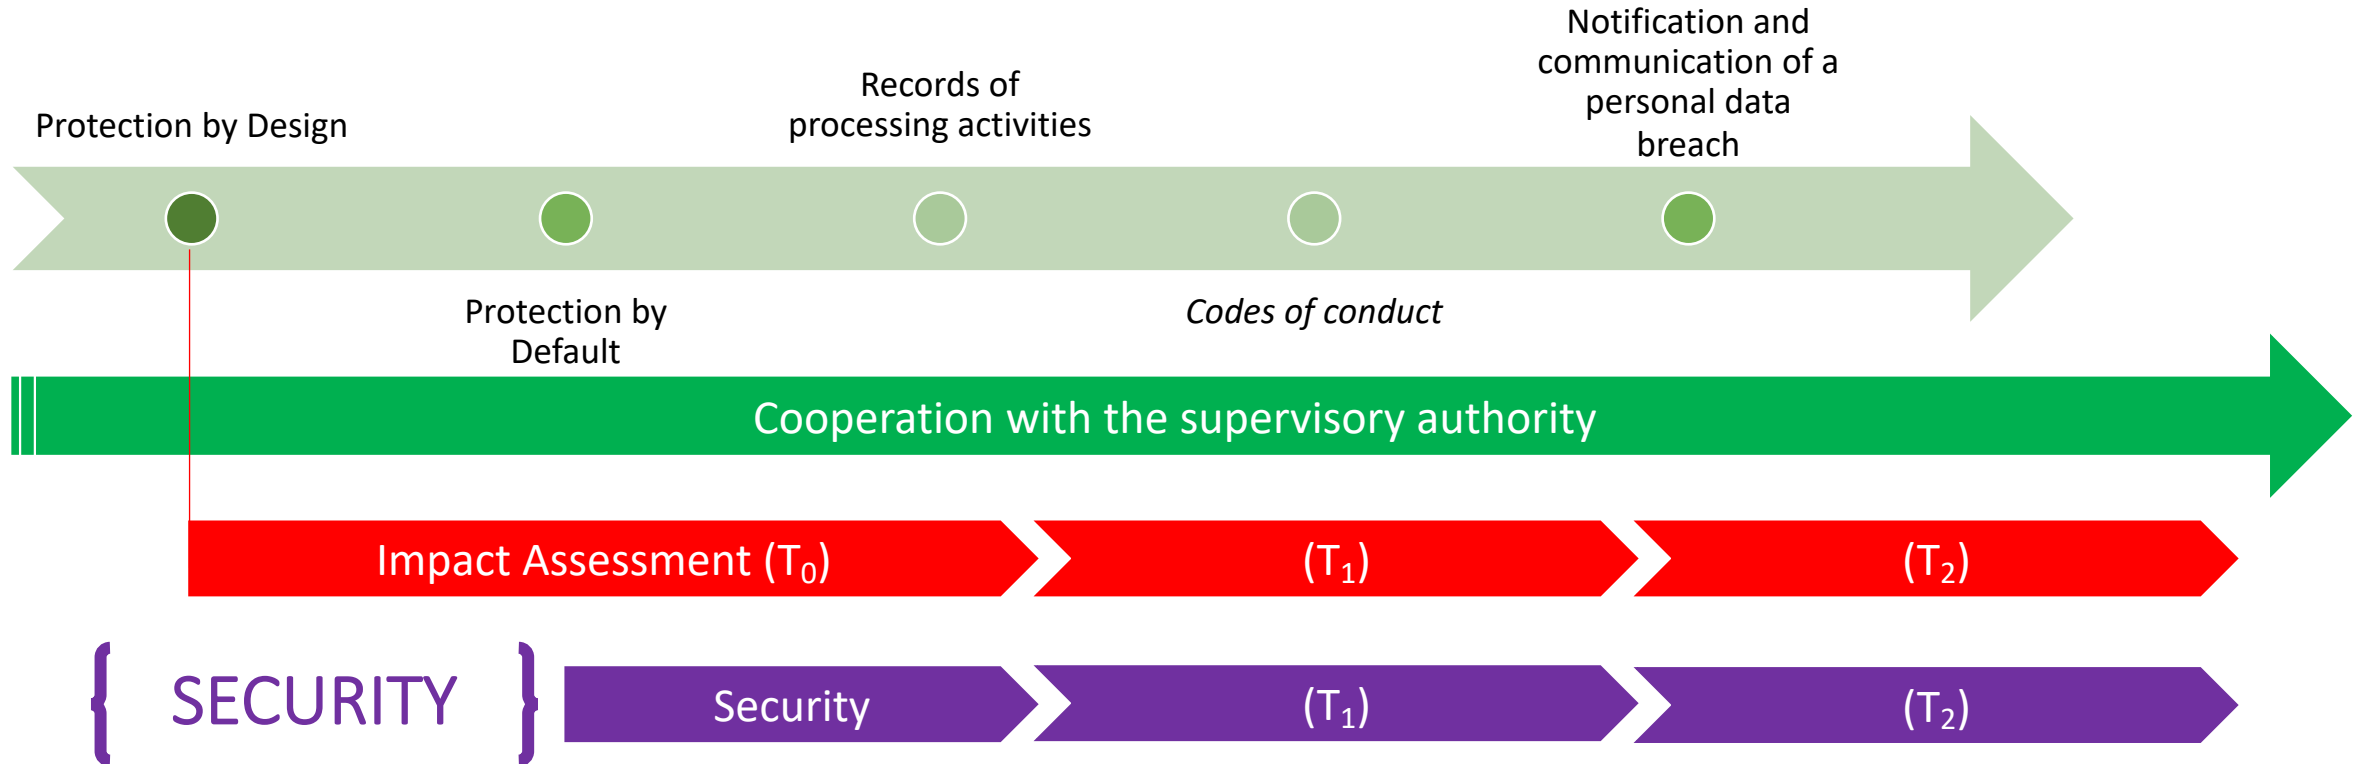 Protection by Design
Protection by
Default
Records of
processing activities
Codes of conduct
Notification and
communication of a
personal data
breach
Cooperation with the supervisory authority
Impact Assessment (T₀)
(T₁)
(T₂)
{ SECURITY }
Security
(T₁)
(T₂)